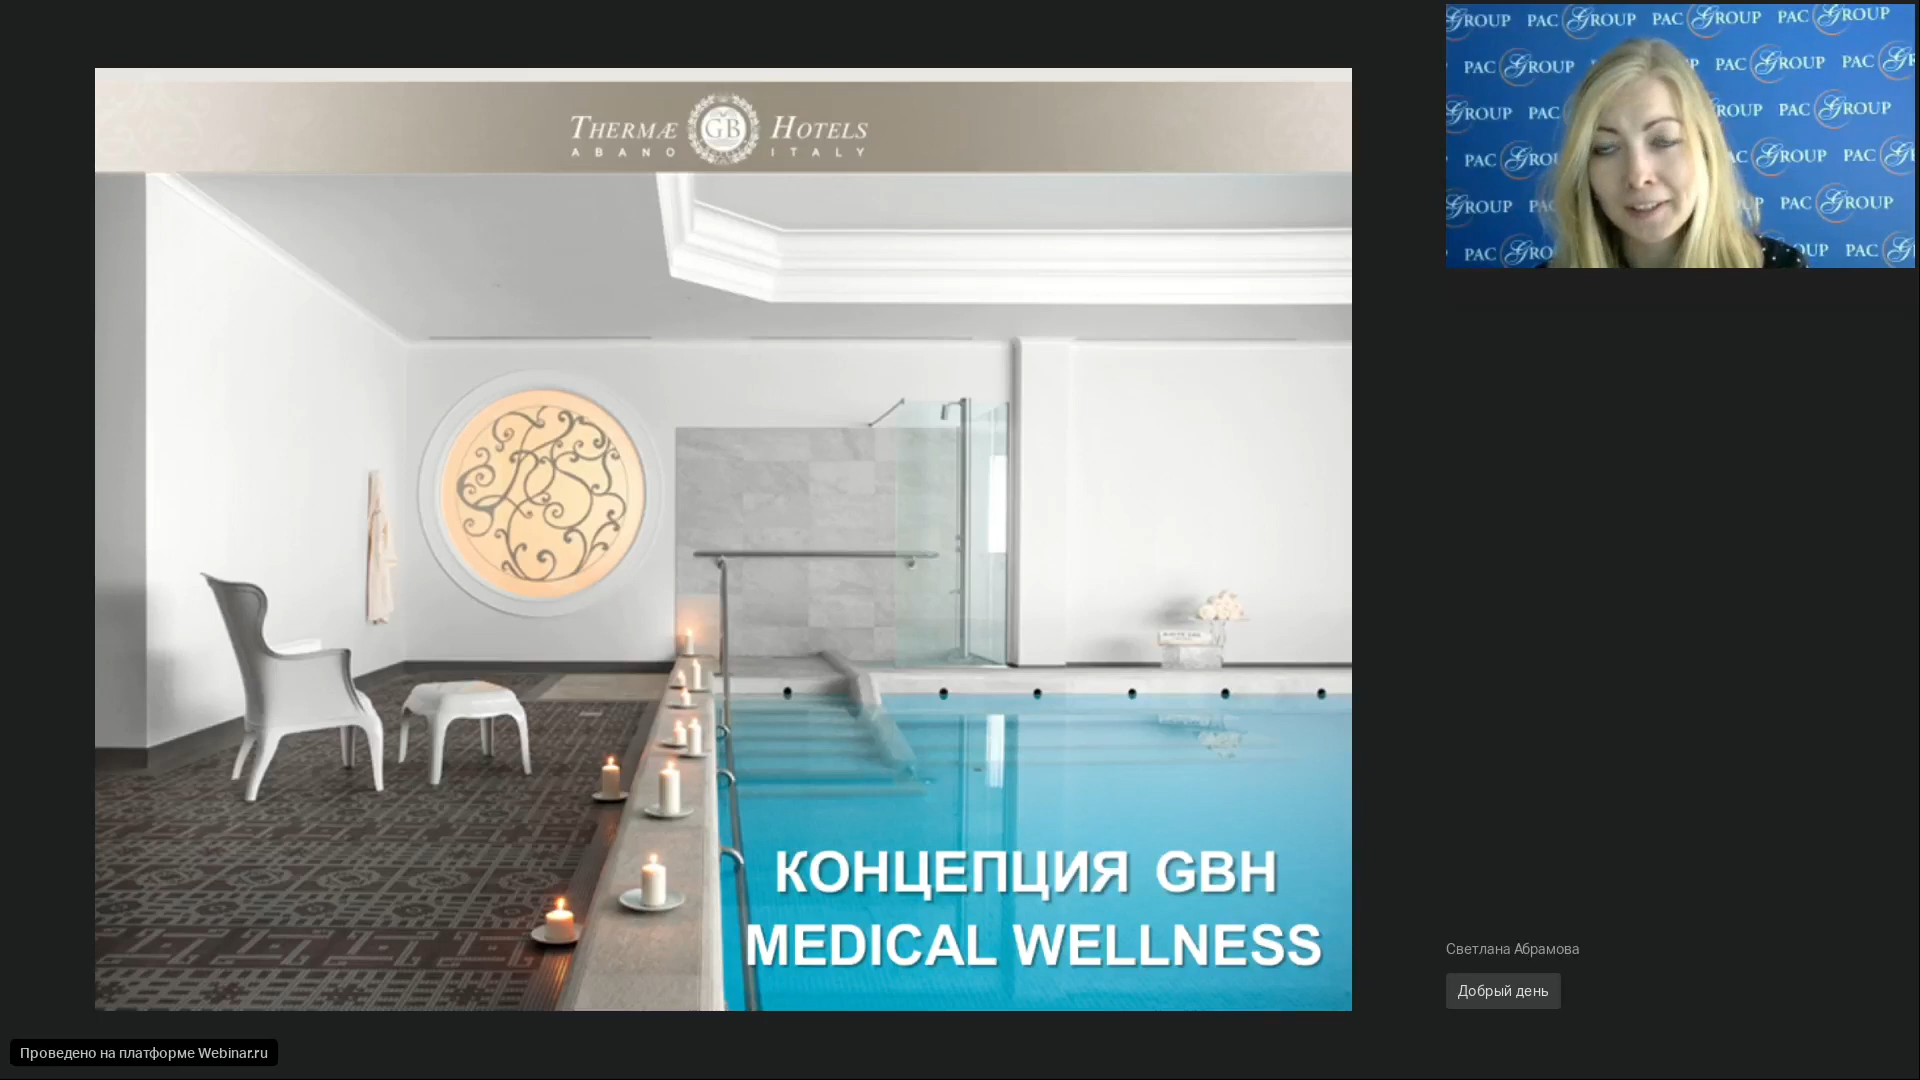 THERMÆ GB HOTELS
ABANO ITALY
КОНЦЕПЦИЯ GBH
MEDICAL WELLNESS
PAC GROUP
Светлана Абрамова
Добрый день
Проведено на платформе Webinar.ru